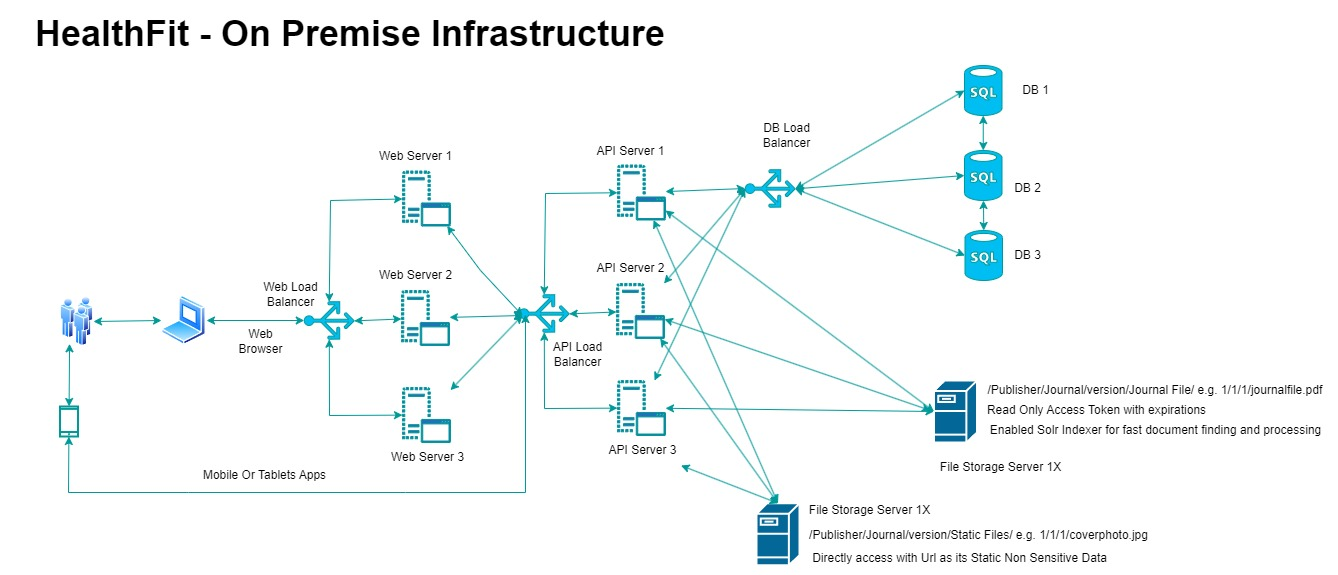 HealthFit - On Premise Infrastructure
SQL
DB 1
DB Load
Balancer
Web Server 1
API Server 1
SQL
DB 2
SQL
DB 3
Web Server 2
API Server 2
Web Load
Balancer
Web
Browser
API Load
Balancer
/Publisher/Journal/version/Journal File/ e.g. 1/1/1/journalfile.pdf
Read Only Access Token with expirations
Enabled Solr Indexer for fast document finding and processing
File Storage Server 1X
Web Server 3
API Server 3
Mobile Or Tablets Apps
File Storage Server 1X
/Publisher/Journal/version/Static Files/ e.g. 1/1/1/coverphoto.jpg
Directly access with Url as its Static Non Sensitive Data